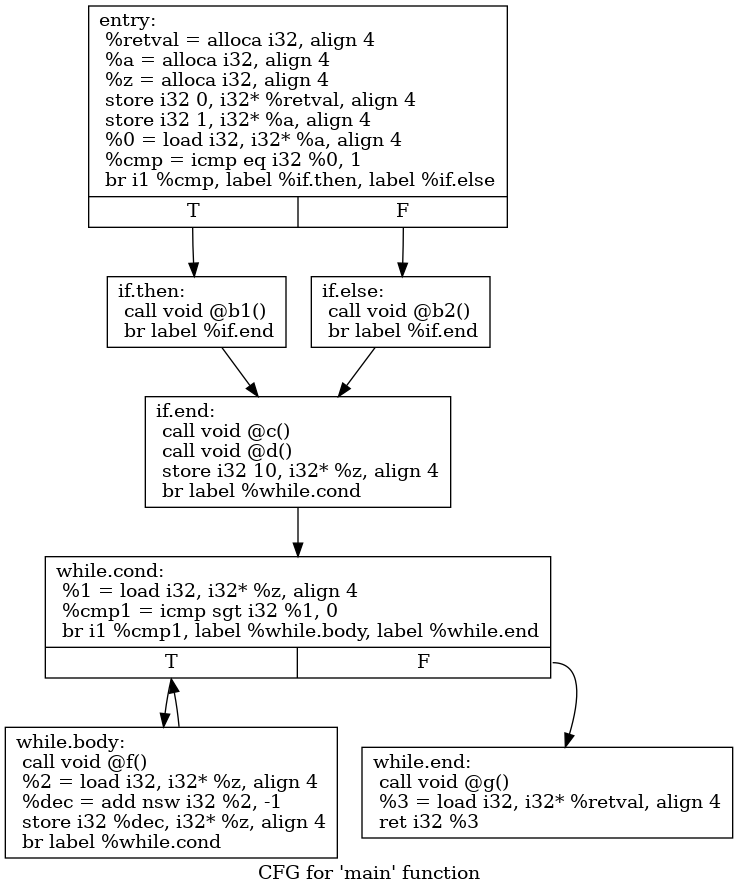 entry:
%retval = alloca i32, align 4
%a = alloca i32, align 4
%z = alloca i32, align 4
store i32 0, i32* %retval, align 4
store i32 1, i32* %a, align 4
%0 = load i32, i32* %a, align 4
%cmp = icmp eq i32 %0, 1
br i1 %cmp, label %if.then, label %if.else
T
F
if.then:
call void @b1()
br label %if.end
if.else:
call void @b2()
br label %if.end
if.end:
call void @c()
call void @d()
store i32 10, i32* %z, align 4
br label %while.cond
while.cond:
%1 = load i32, i32* %z, align 4
%cmp1 = icmp sgt i32 %1, 0
br i1 %cmp1, label %while.body, label %while.end
T
F
while.body:
call void @f()
%2 = load i32, i32* %z, align 4
%dec = add nsw i32 %2, -1
store i32 %dec, i32* %z, align 4
br label %while.cond
while.end:
call void @g()
%3 = load i32, i32* %retval, align 4
ret i32 %3
CFG for 'main' function